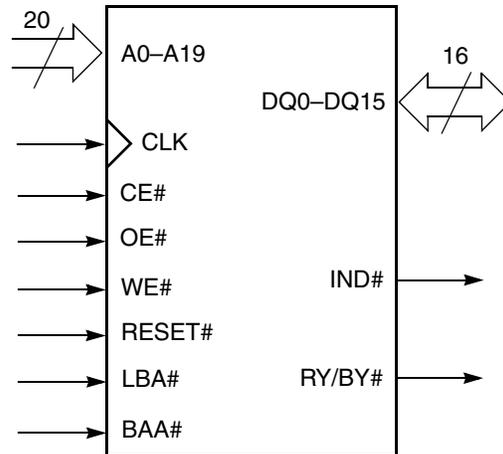 20
A0–A19
16
DQ0–DQ15
CLK
CE#
OE#
WE#
IND#
RESET#
LBA#
RY/BY#
BAA#